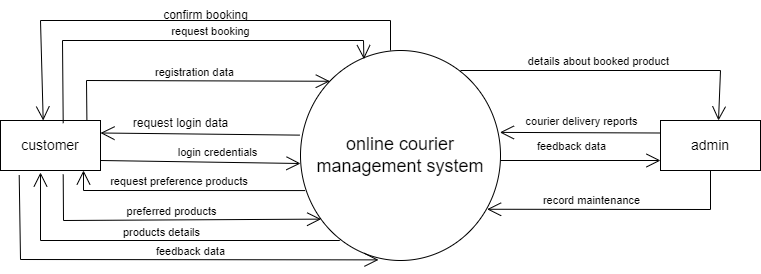 confirm booking
request booking
details about booked product
registration data
request login data
courier delivery reports
customer
online courier
management system
admin
login credentials
feedback data
request preference products
record maintenance
preferred products
products details
feedback data